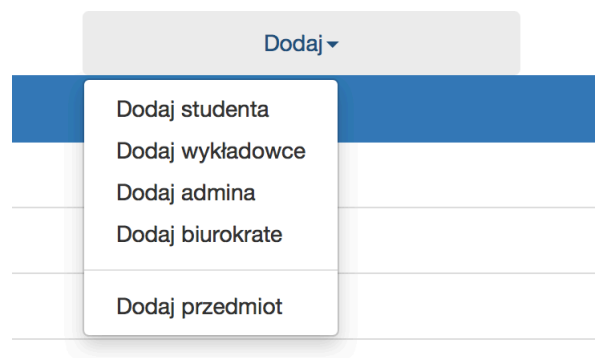 Dodaj
Dodaj studenta
Dodaj wykładowce
Dodaj admina
Dodaj biurokrate
Dodaj przedmiot